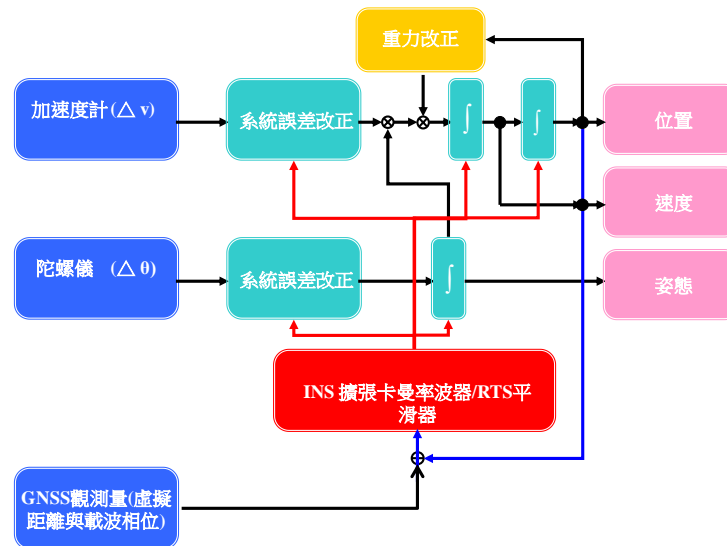 重力改正
加速度計(△ v)
系統誤差改正
∫
∫
位置
速度
陀螺儀 (△ θ)
系統誤差改正
∫
姿態
INS 擴張卡曼率波器/RTS平
滑器
GNSS觀測量(虛擬
距離與載波相位)